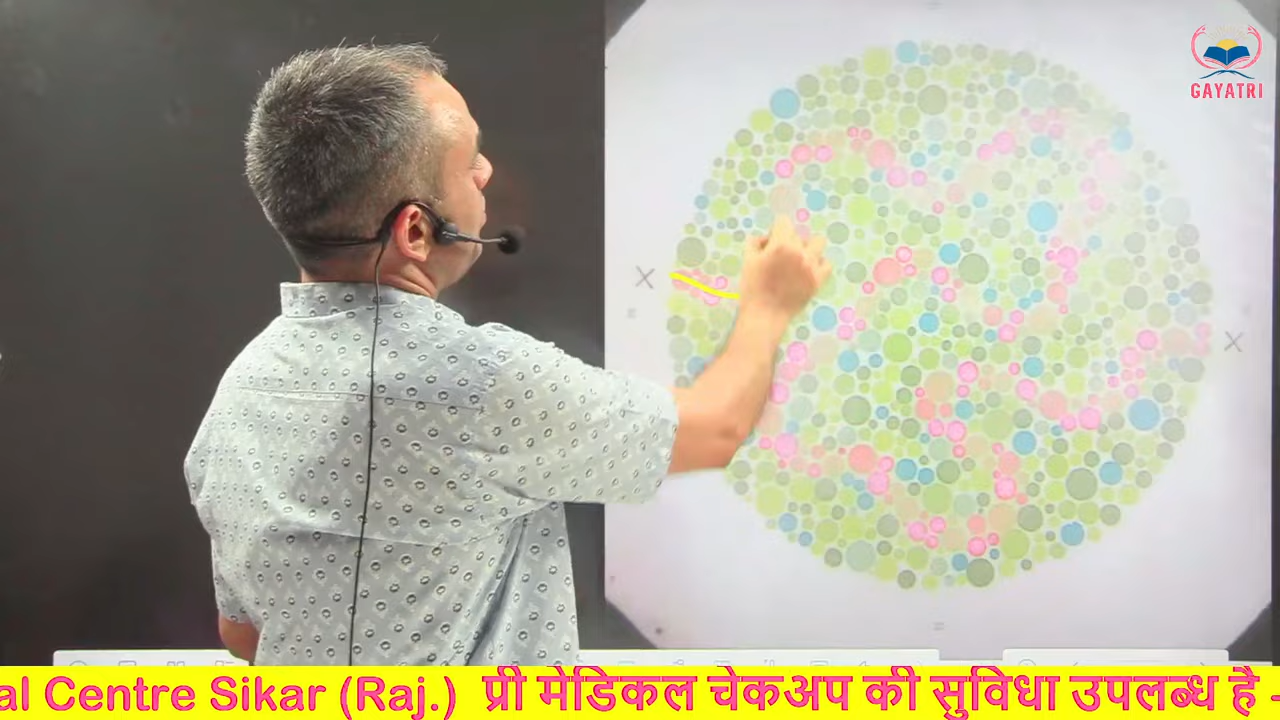 GAYATRI
X
X
al Centre Sikar (Raj.) प्री मेडिकल चेकअप की सुविधा उपलब्ध है -